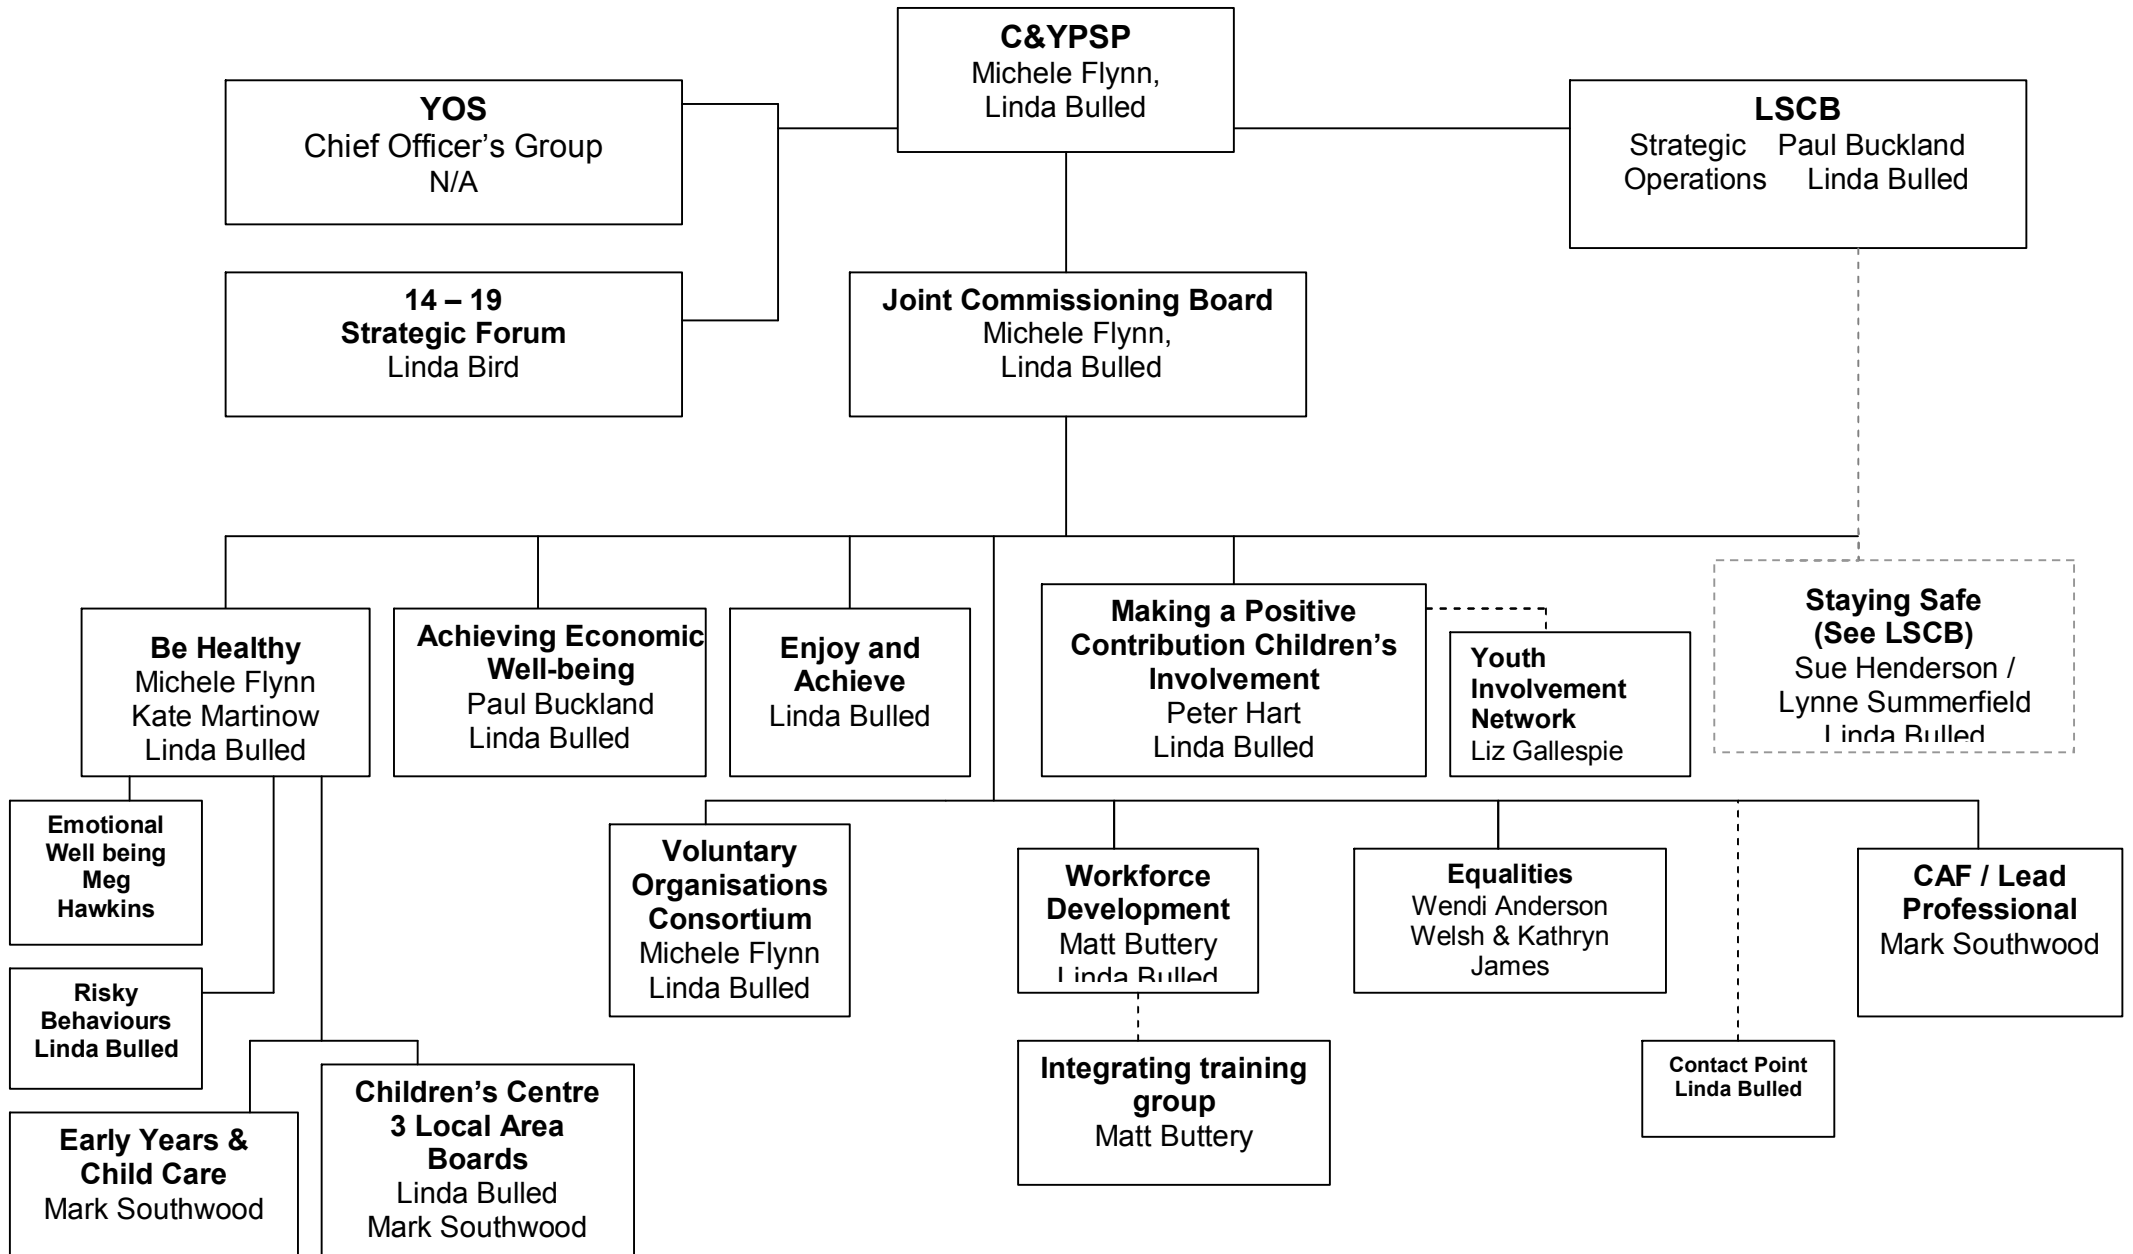 C&YPSP
Michele Flynn,
Linda Bulled
YOS
Chief Officer’s Group
N/A
LSCB
Strategic Paul Buckland
Operations Linda Bulled
14 – 19
Strategic Forum
Linda Bird
Joint Commissioning Board
Michele Flynn,
Linda Bulled
Be Healthy
Michele Flynn
Kate Martinow
Linda Bulled
Achieving Economic
Well-being
Paul Buckland
Linda Bulled
Enjoy and
Achieve
Linda Bulled
Making a Positive
Contribution Children’s
Involvement
Peter Hart
Linda Bulled
Youth
Involvement
Network
Liz Gallespie
Staying Safe
(See LSCB)
Sue Henderson /
Lynne Summerfield
Linda Bulled
Emotional
Well being
Meg
Hawkins
Risky
Behaviours
Linda Bulled
Early Years &
Child Care
Mark Southwood
Children’s Centre
3 Local Area
Boards
Linda Bulled
Mark Southwood
Voluntary
Organisations
Consortium
Michele Flynn
Linda Bulled
Workforce
Development
Matt Buttery
Linda Bulled
Integrating training
group
Matt Buttery
Equalities
Wendi Anderson
Welsh & Kathryn
James
Contact Point
Linda Bulled
CAF / Lead
Professional
Mark Southwood